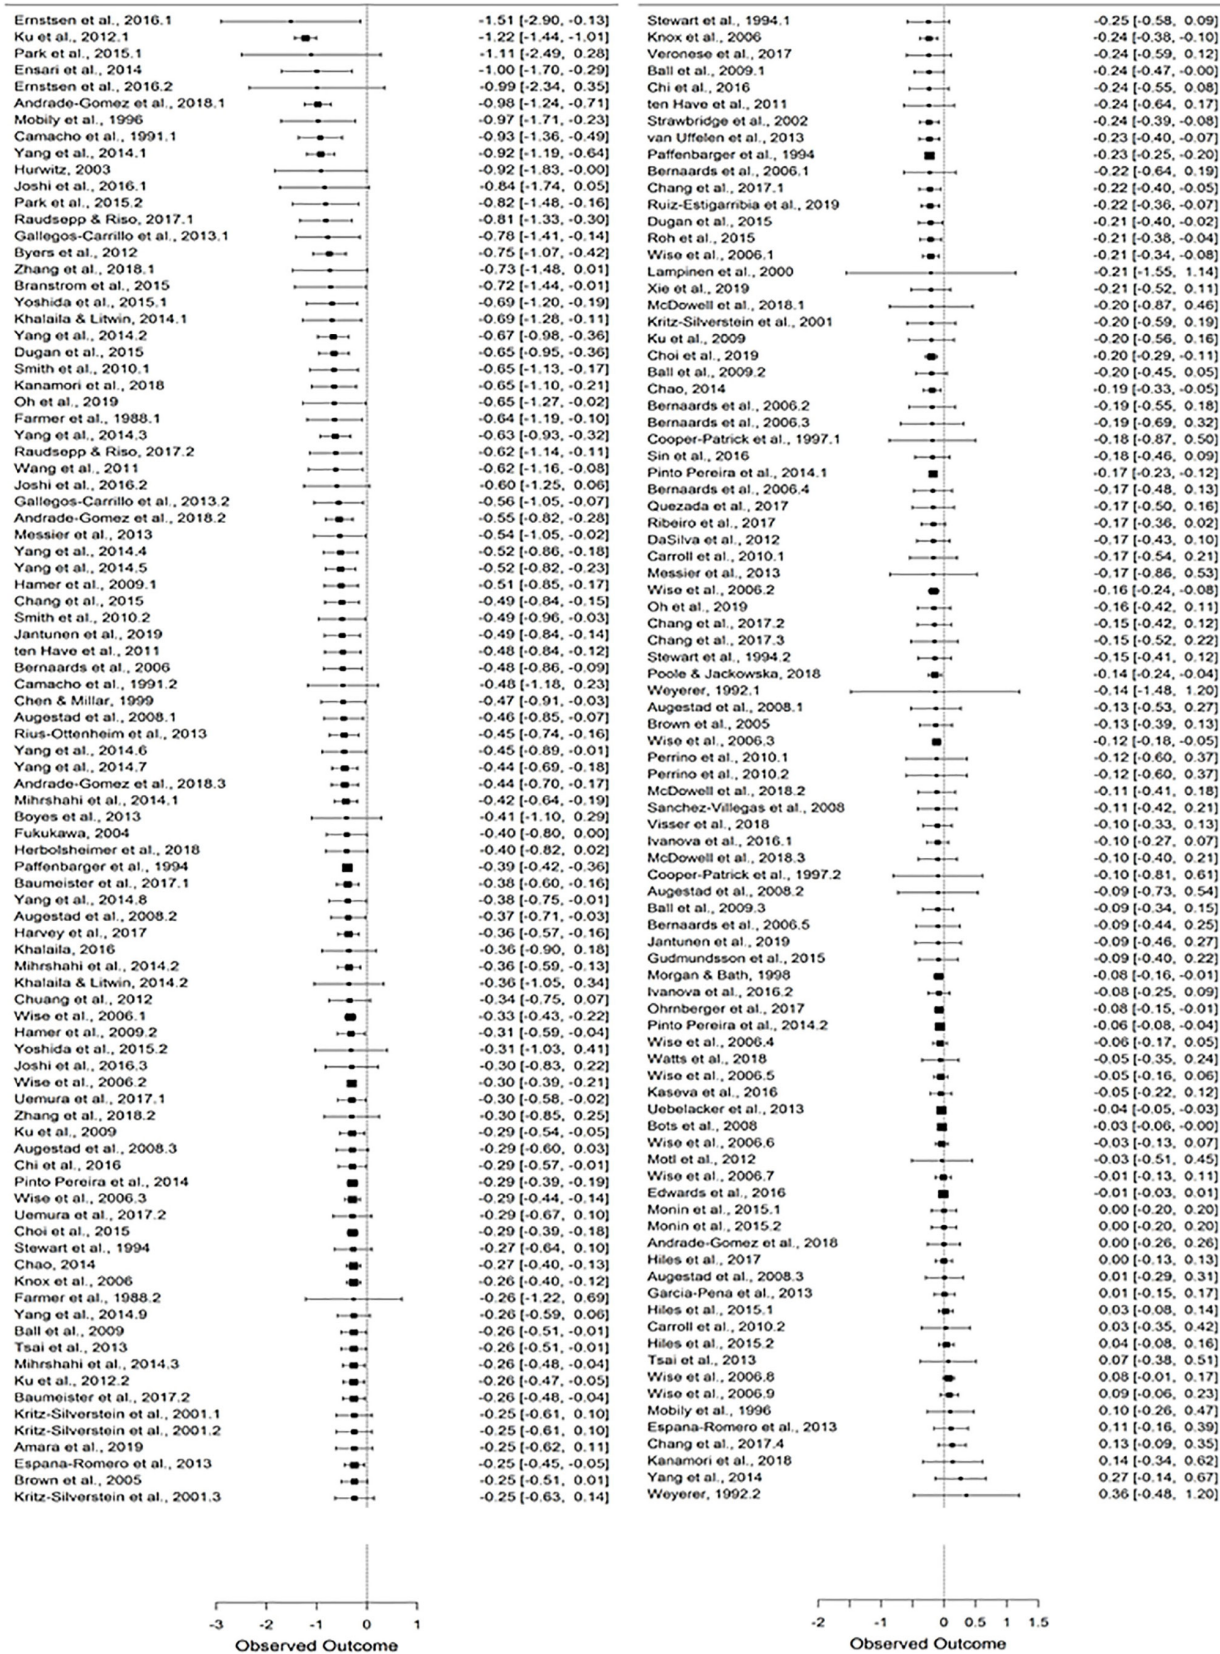 Ernstsen et al., 2016.1 -1.51 [-2.90, -0.13]
Ku et al., 2012.1 -1.22 [-1.44, -1.01]
Park et al., 2015.1 -1.11 [-2.49, 0.28]
Ensari et al., 2014 -1.00 [-1.70, -0.29]
Ernstsen et al., 2016.2 -0.99 [-2.34, 0.35]
Andrade-Gomez et al., 2018.1 -0.98 [-1.24, -0.71]
Mobily et al., 1996 -0.97 [-1.71, -0.23]
Camacho et al., 1991.1 -0.93 [-1.36, -0.49]
Yang et al., 2014.1 -0.92 [-1.19, -0.64]
Hurwitz, 2003 -0.92 [-1.83, -0.00]
Joshi et al., 2016.1 -0.84 [-1.74, 0.05]
Park et al., 2015.2 -0.82 [-1.48, -0.16]
Raudsepp & Riso, 2017.1 -0.81 [-1.33, -0.30]
Gallegos-Carrillo et al., 2013.1 -0.78 [-1.41, -0.14]
Byers et al., 2012 -0.75 [-1.07, -0.42]
Zhang et al., 2018.1 -0.73 [-1.48, 0.01]
Branstrom et al., 2015 -0.72 [-1.44, -0.01]
Yoshida et al., 2015.1 -0.69 [-1.20, -0.19]
Khalaila & Litwin, 2014.1 -0.69 [-1.28, -0.11]
Yang et al., 2014.2 -0.67 [-0.98, -0.36]
Dugan et al., 2015 -0.65 [-0.95, -0.36]
Smith et al., 2010.1 -0.65 [-1.13, -0.17]
Kanamori et al., 2018 -0.65 [-1.10, -0.21]
Oh et al., 2019 -0.65 [-1.27, -0.02]
Farmer et al., 1988.1 -0.64 [-1.19, -0.10]
Yang et al., 2014.3 -0.63 [-0.93, -0.32]
Raudsepp & Riso, 2017.2 -0.62 [-1.14, -0.11]
Wang et al., 2011 -0.62 [-1.16, -0.08]
Joshi et al., 2016.2 -0.60 [-1.25, 0.06]
Gallegos-Carrillo et al., 2013.2 -0.56 [-1.05, -0.07]
Andrade-Gomez et al., 2018.2 -0.55 [-0.82, -0.28]
Messier et al., 2013 -0.54 [-1.05, -0.02]
Yang et al., 2014.4 -0.52 [-0.86, -0.18]
Yang et al., 2014.5 -0.52 [-0.82, -0.23]
Hamer et al., 2009.1 -0.51 [-0.85, -0.17]
Chang et al., 2015 -0.49 [-0.84, -0.15]
Smith et al., 2010.2 -0.49 [-0.96, -0.03]
Jantunen et al., 2019 -0.49 [-0.84, -0.14]
ten Have et al., 2011 -0.48 [-0.84, -0.12]
Bernaards et al., 2006 -0.48 [-0.86, -0.09]
Camacho et al., 1991.2 -0.48 [-1.18, 0.23]
Chen & Millar, 1999 -0.47 [-0.91, -0.03]
Augestad et al., 2008.1 -0.46 [-0.85, -0.07]
Rius-Ottenheim et al., 2013 -0.45 [-0.74, -0.16]
Yang et al., 2014.6 -0.45 [-0.89, -0.01]
Yang et al., 2014.7 -0.44 [-0.69, -0.18]
Andrade-Gomez et al., 2018.3 -0.44 [-0.70, -0.17]
Mihrshahi et al., 2014.1 -0.42 [-0.64, -0.19]
Boyes et al., 2013 -0.41 [-1.10, 0.29]
Fukukawa, 2004 -0.40 [-0.80, 0.00]
Herbolsheimer et al., 2018 -0.40 [-0.82, 0.02]
Paffenbarger et al., 1994 -0.39 [-0.42, -0.36]
Baumeister et al., 2017.1 -0.38 [-0.60, -0.16]
Yang et al., 2014.8 -0.38 [-0.75, -0.01]
Augestad et al., 2008.2 -0.37 [-0.71, -0.03]
Harvey et al., 2017 -0.36 [-0.57, -0.16]
Khalaila, 2016 -0.36 [-0.90, 0.18]
Mihrshahi et al., 2014.2 -0.36 [-0.59, -0.13]
Khalaila & Litwin, 2014.2 -0.36 [-1.05, 0.34]
Chuang et al., 2012 -0.34 [-0.75, 0.07]
Wise et al., 2006.1 -0.33 [-0.43, -0.22]
Hamer et al., 2009.2 -0.31 [-0.59, -0.04]
Yoshida et al., 2015.2 -0.31 [-1.03, 0.41]
Joshi et al., 2016.3 -0.30 [-0.83, 0.22]
Wise et al., 2006.2 -0.30 [-0.39, -0.21]
Uemura et al., 2017.1 -0.30 [-0.58, -0.02]
Zhang et al., 2018.2 -0.30 [-0.85, 0.25]
Ku et al., 2009 -0.29 [-0.54, -0.05]
Augestad et al., 2008.3 -0.29 [-0.60, 0.03]
Chi et al., 2016 -0.29 [-0.57, -0.01]
Pinto Pereira et al., 2014 -0.29 [-0.39, -0.19]
Wise et al., 2006.3 -0.29 [-0.44, -0.14]
Uemura et al., 2017.2 -0.29 [-0.67, 0.10]
Choi et al., 2015 -0.29 [-0.39, -0.18]
Stewart et al., 1994 -0.27 [-0.64, 0.10]
Chao, 2014 -0.27 [-0.40, -0.13]
Knox et al., 2006 -0.26 [-0.40, -0.12]
Farmer et al., 1988.2 -0.26 [-1.22, 0.69]
Yang et al., 2014.9 -0.26 [-0.59, 0.06]
Ball et al., 2009 -0.26 [-0.51, -0.01]
Tsai et al., 2013 -0.26 [-0.51, -0.01]
Mihrshahi et al., 2014.3 -0.26 [-0.48, -0.04]
Ku et al., 2012.2 -0.26 [-0.47, -0.05]
Baumeister et al., 2017.2 -0.26 [-0.48, -0.04]
Kritz-Silverstein et al., 2001.1 -0.25 [-0.61, 0.10]
Kritz-Silverstein et al., 2001.2 -0.25 [-0.61, 0.10]
Amara et al., 2019 -0.25 [-0.62, 0.11]
Espana-Romero et al., 2013 -0.25 [-0.45, -0.05]
Brown et al., 2005 -0.25 [-0.51, 0.01]
Kritz-Silverstein et al., 2001.3 -0.25 [-0.63, 0.14]
-3 -2 -1 0 1
Observed Outcome
Stewart et al., 1994.1 -0.25 [-0.58, 0.09]
Knox et al., 2006 -0.24 [-0.38, -0.10]
Veronese et al., 2017 -0.24 [-0.59, 0.12]
Ball et al., 2009.1 -0.24 [-0.47, -0.00]
Chi et al., 2016 -0.24 [-0.55, 0.08]
ten Have et al., 2011 -0.24 [-0.64, 0.17]
Strawbridge et al., 2002 -0.24 [-0.39, -0.08]
van Uffelen et al., 2013 -0.23 [-0.40, -0.07]
Paffenbarger et al., 1994 -0.23 [-0.25, -0.20]
Bernaards et al., 2006.1 -0.22 [-0.64, 0.19]
Chang et al., 2017.1 -0.22 [-0.40, -0.05]
Ruiz-Estigarribia et al., 2019 -0.22 [-0.36, -0.07]
Dugan et al., 2015 -0.21 [-0.40, -0.02]
Roh et al., 2015 -0.21 [-0.38, -0.04]
Wise et al., 2006.1 -0.21 [-0.34, -0.08]
Lampinen et al., 2000 -0.21 [-1.55, 1.14]
Xie et al., 2019 -0.21 [-0.52, 0.11]
McDowell et al., 2018.1 -0.20 [-0.87, 0.46]
Kritz-Silverstein et al., 2001 -0.20 [-0.59, 0.19]
Ku et al., 2009 -0.20 [-0.56, 0.16]
Choi et al., 2019 -0.20 [-0.29, -0.11]
Ball et al., 2009.2 -0.20 [-0.45, 0.05]
Chao, 2014 -0.19 [-0.33, -0.05]
Bernaards et al., 2006.2 -0.19 [-0.55, 0.18]
Bernaards et al., 2006.3 -0.19 [-0.69, 0.32]
Cooper-Patrick et al., 1997.1 -0.18 [-0.87, 0.50]
Sin et al., 2016 -0.18 [-0.46, 0.09]
Pinto Pereira et al., 2014.1 -0.17 [-0.23, -0.12]
Bernaards et al., 2006.4 -0.17 [-0.48, 0.13]
Quezada et al., 2017 -0.17 [-0.50, 0.16]
Ribeiro et al., 2017 -0.17 [-0.36, 0.02]
DaSilva et al., 2012 -0.17 [-0.43, 0.10]
Carroll et al., 2010.1 -0.17 [-0.54, 0.21]
Messier et al., 2013 -0.17 [-0.86, 0.53]
Wise et al., 2006.2 -0.16 [-0.24, -0.08]
Oh et al., 2019 -0.16 [-0.42, 0.11]
Chang et al., 2017.2 -0.15 [-0.42, 0.12]
Chang et al., 2017.3 -0.15 [-0.52, 0.22]
Stewart et al., 1994.2 -0.15 [-0.41, 0.12]
Poole & Jackowska, 2018 -0.14 [-0.24, -0.04]
Weyerer, 1992.1 -0.14 [-1.48, 1.20]
Augestad et al., 2008.1 -0.13 [-0.53, 0.27]
Brown et al., 2005 -0.13 [-0.39, 0.13]
Wise et al., 2006.3 -0.12 [-0.18, -0.05]
Perrino et al., 2010.1 -0.12 [-0.60, 0.37]
Perrino et al., 2010.2 -0.12 [-0.60, 0.37]
McDowell et al., 2018.2 -0.11 [-0.41, 0.18]
Sanchez-Villegas et al., 2008 -0.11 [-0.42, 0.21]
Visser et al., 2018 -0.10 [-0.33, 0.13]
Ivanova et al., 2016.1 -0.10 [-0.27, 0.07]
McDowell et al., 2018.3 -0.10 [-0.40, 0.21]
Cooper-Patrick et al., 1997.2 -0.10 [-0.81, 0.61]
Augestad et al., 2008.2 -0.09 [-0.73, 0.54]
Ball et al., 2009.3 -0.09 [-0.34, 0.15]
Bernaards et al., 2006.5 -0.09 [-0.44, 0.25]
Jantunen et al., 2019 -0.09 [-0.46, 0.27]
Gudmundsson et al., 2015 -0.09 [-0.40, 0.22]
Morgan & Bath, 1998 -0.08 [-0.16, -0.01]
Ivanova et al., 2016.2 -0.08 [-0.25, 0.09]
Ohrnberger et al., 2017 -0.08 [-0.15, -0.01]
Pinto Pereira et al., 2014.2 -0.06 [-0.08, -0.04]
Wise et al., 2006.4 -0.06 [-0.17, 0.05]
Watts et al., 2018 -0.05 [-0.35, 0.24]
Wise et al., 2006.5 -0.05 [-0.16, 0.06]
Kaseva et al., 2016 -0.05 [-0.22, 0.12]
Uebelacker et al., 2013 -0.04 [-0.05, -0.03]
Bots et al., 2008 -0.03 [-0.06, -0.00]
Wise et al., 2006.6 -0.03 [-0.13, 0.07]
Motl et al., 2012 -0.03 [-0.51, 0.45]
Wise et al., 2006.7 -0.01 [-0.13, 0.11]
Edwards et al., 2016 -0.01 [-0.03, 0.01]
Monin et al., 2015.1 0.00 [-0.20, 0.20]
Monin et al., 2015.2 0.00 [-0.20, 0.20]
Andrade-Gomez et al., 2018 0.00 [-0.26, 0.26]
Hiles et al., 2017 0.00 [-0.13, 0.13]
Augestad et al., 2008.3 0.01 [-0.29, 0.31]
Garcia-Pena et al., 2013 0.01 [-0.15, 0.17]
Hiles et al., 2015.1 0.03 [-0.08, 0.14]
Carroll et al., 2010.2 0.03 [-0.35, 0.42]
Hiles et al., 2015.2 0.04 [-0.08, 0.16]
Tsai et al., 2013 0.07 [-0.38, 0.51]
Wise et al., 2006.8 0.08 [-0.01, 0.17]
Wise et al., 2006.9 0.09 [-0.06, 0.23]
Mobily et al., 1996 0.10 [-0.26, 0.47]
Espana-Romero et al., 2013 0.11 [-0.16, 0.39]
Chang et al., 2017.4 0.13 [-0.09, 0.35]
Kanamori et al., 2018 0.14 [-0.34, 0.62]
Yang et al., 2014 0.27 [-0.14, 0.67]
Weyerer, 1992.2 0.36 [-0.48, 1.20]
-2 -1 0 0.5 1 1.5
Observed Outcome